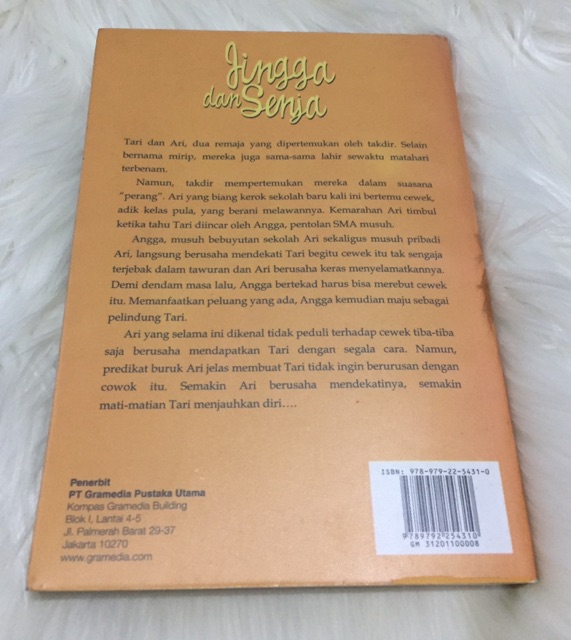 Jingga
dan Senja
Tari dan Ari, dua remaja yang dipertemukan oleh takdir. Selain
bernama mirip, mereka juga sama-sama lahir sewaktu matahari
terbenam.
Namun, takdir mempertemukan mereka dalam suasana
"perang". Ari yang biang kerok sekolah baru kali ini bertemu cewek,
adik kelas pula, yang berani melawannya. Kemarahan Ari timbul
ketika tahu Tari diincar oleh Angga, pentolan SMA musuh.
Angga, musuh bebuyutan sekolah Ari sekaligus musuh pribadi
Ari, langsung berusaha mendekati Tari begitu cewek itu tak sengaja
terjebak dalam tawuran dan Ari berusaha keras menyelamatkannya.
Demi dendam masa lalu, Angga bertekad harus bisa merebut cewek
itu. Memanfaatkan peluang yang ada, Angga kemudian maju sebagai
pelindung Tari.
Ari yang selama ini dikenal tidak peduli terhadap cewek tiba-tiba
saja berusaha mendapatkan Tari dengan segala cara. Namun,
predikat buruk Ari jelas membuat Tari tidak ingin berurusan dengan
cowok itu. Semakin Ari berusaha mendekatinya, semakin
mati-matian Tari menjauhkan diri....
Penerbit
PT Gramedia Pustaka Utama
Kompas Gramedia Building
Blok I, Lantai 4-5
Jl. Palmerah Barat 29-37
Jakarta 10270
www.gramedia.com
ISBN: 978-979-22-5431-0
9789792254310
GM 31201100008